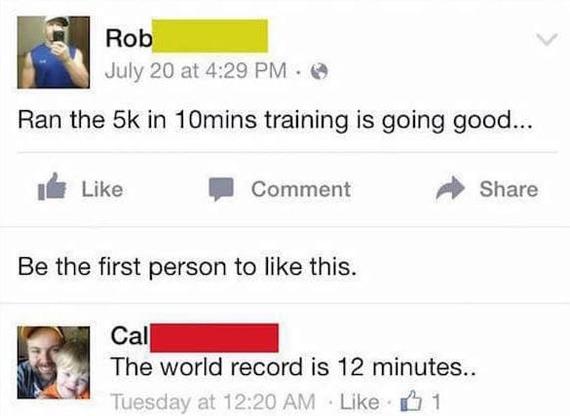 Rob
July 20 at 4:29 PM ·
Ran the 5k in 10mins training is going good...
Like Comment Share
Be the first person to like this.
Cal
The world record is 12 minutes..
Tuesday at 12:20 AM · Like · 1